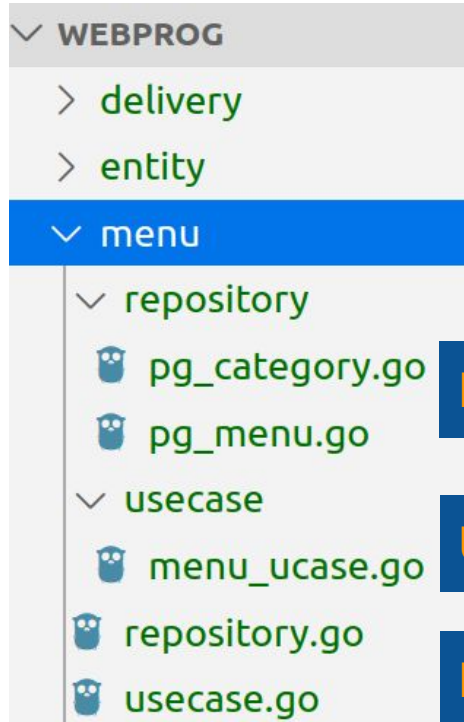 WEBPROG
delivery
entity
menu
repository
pg_category.go
pg_menu.go
usecase
menu_ucase.go
repository.go
usecase.go